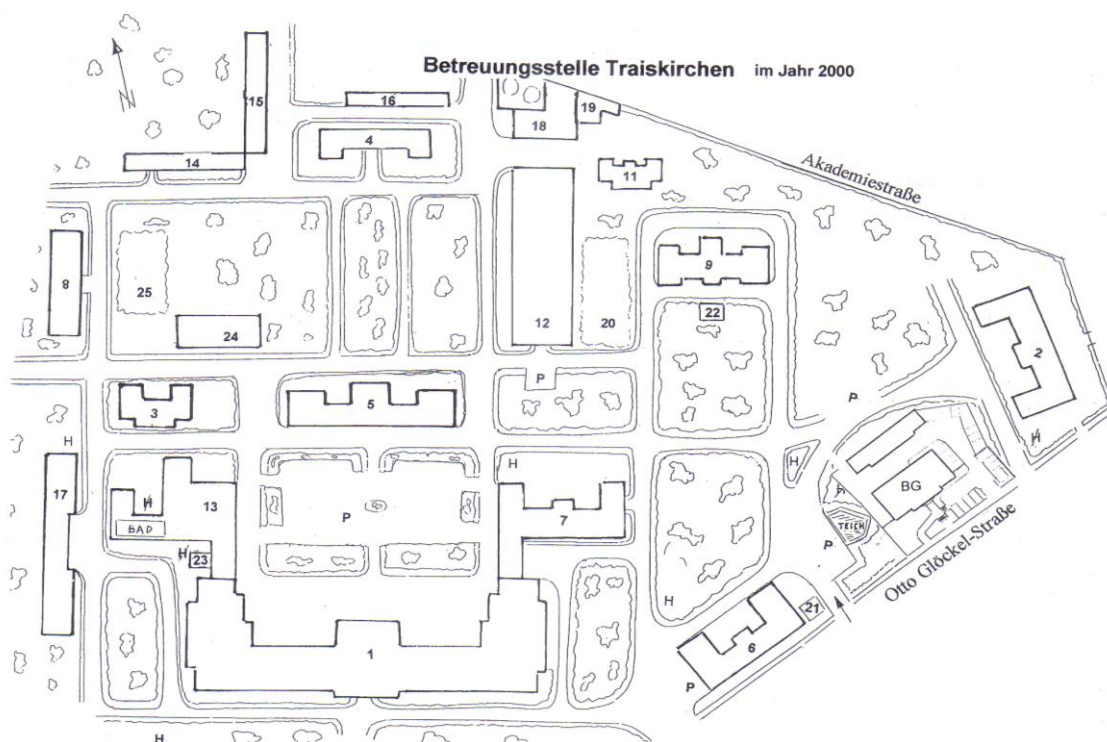 Betreuungsstelle Traiskirchen im Jahr 2000
N
15
16
19
18
4
14
11
Akademiestraße
9
8
25
22
24
12
20
2
P
3
5
P
H
H
H
H
17
H
13
P
7
BG
H
BAD
TEICH
H
23
P
Otto Glöckel-Straße
H
21
1
6
P
H